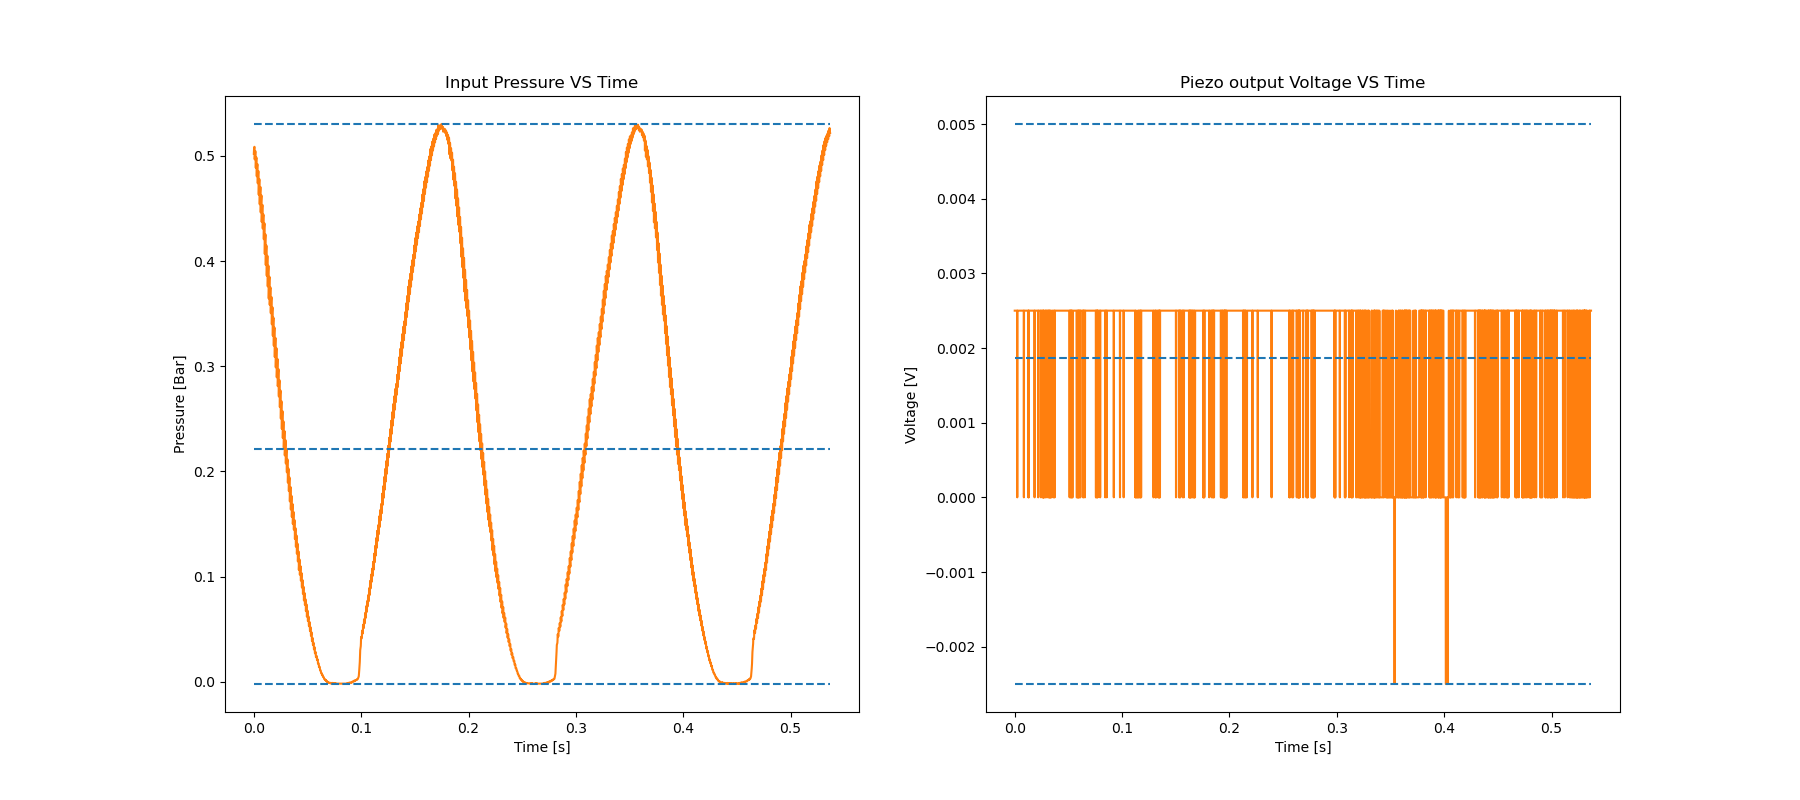 Input Pressure VS Time
Pressure [Bar]
0.5
0.4
0.3
0.2
0.1
0.0
0.0 0.1 0.2 0.3 0.4 0.5
Time [s]
Piezo output Voltage VS Time
Voltage [V]
0.005
0.004
0.003
0.002
0.001
0.000
−0.001
−0.002
0.0 0.1 0.2 0.3 0.4 0.5
Time [s]